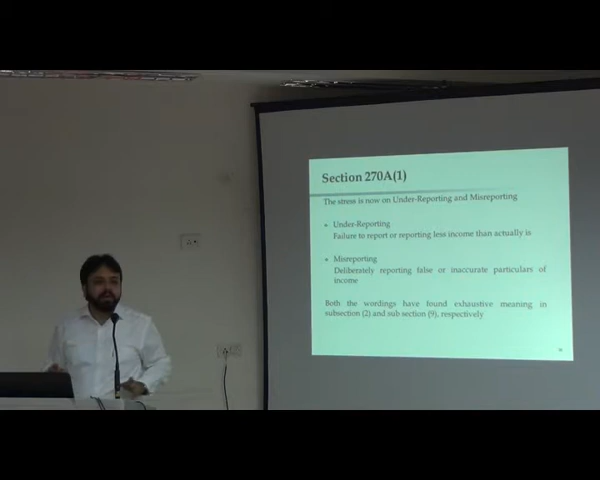 Section 270A(1)
The stress is now on Under-Reporting and Misreporting
Under-Reporting
Failure to report or reporting less income than actually is
Misreporting
Deliberately reporting false or inaccurate particulars of
income
Both the wordings have found exhaustive meaning in
subsection (2) and sub section (9), respectively